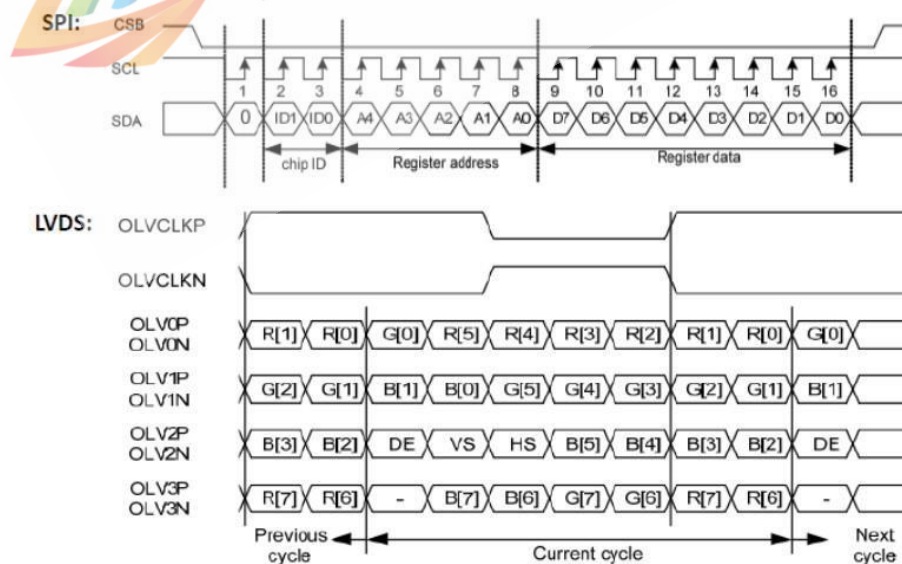 SPI: CSB
SCL
1 2 3 4 5 6 7 8 9 10 11 12 13 14 15 16
SDA 0 ID1 ID0 A4 A3 A2 A1 A0 D7 D6 D5 D4 D3 D2 D1 D0
chip ID Register address Register data
LVDS: OLVCLKP
OLVCLKN
OLV0P
OLV0N
R[1] R[0] G[0] R[5] R[4] R[3] R[2] R[1] R[0] G[0]
OLV1P
OLV1N
G[2] G[1] B[1] B[0] G[5] G[4] G[3] G[2] G[1] B[1]
OLV2P
OLV2N
B[3] B[2] DE VS HS B[5] B[4] B[3] B[2] DE
OLV3P
OLV3N
R[7] R[6] - B[7] B[6] G[7] G[6] R[7] R[6] -
Previous
cycle
Current cycle
Next
cycle